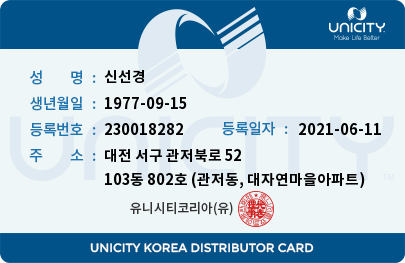 UNICITY
Make Life Better
성 명 : 신선경
생년월일 : 1977-09-15
등록번호 : 230018282 등록일자 : 2021-06-11
주 소 : 대전 서구 관저북로 52
103동 802호 (관저동, 대자연마을아파트)
UNICITY
TM
유니시티코리아(유)
UNICITY KOREA DISTRIBUTOR CARD